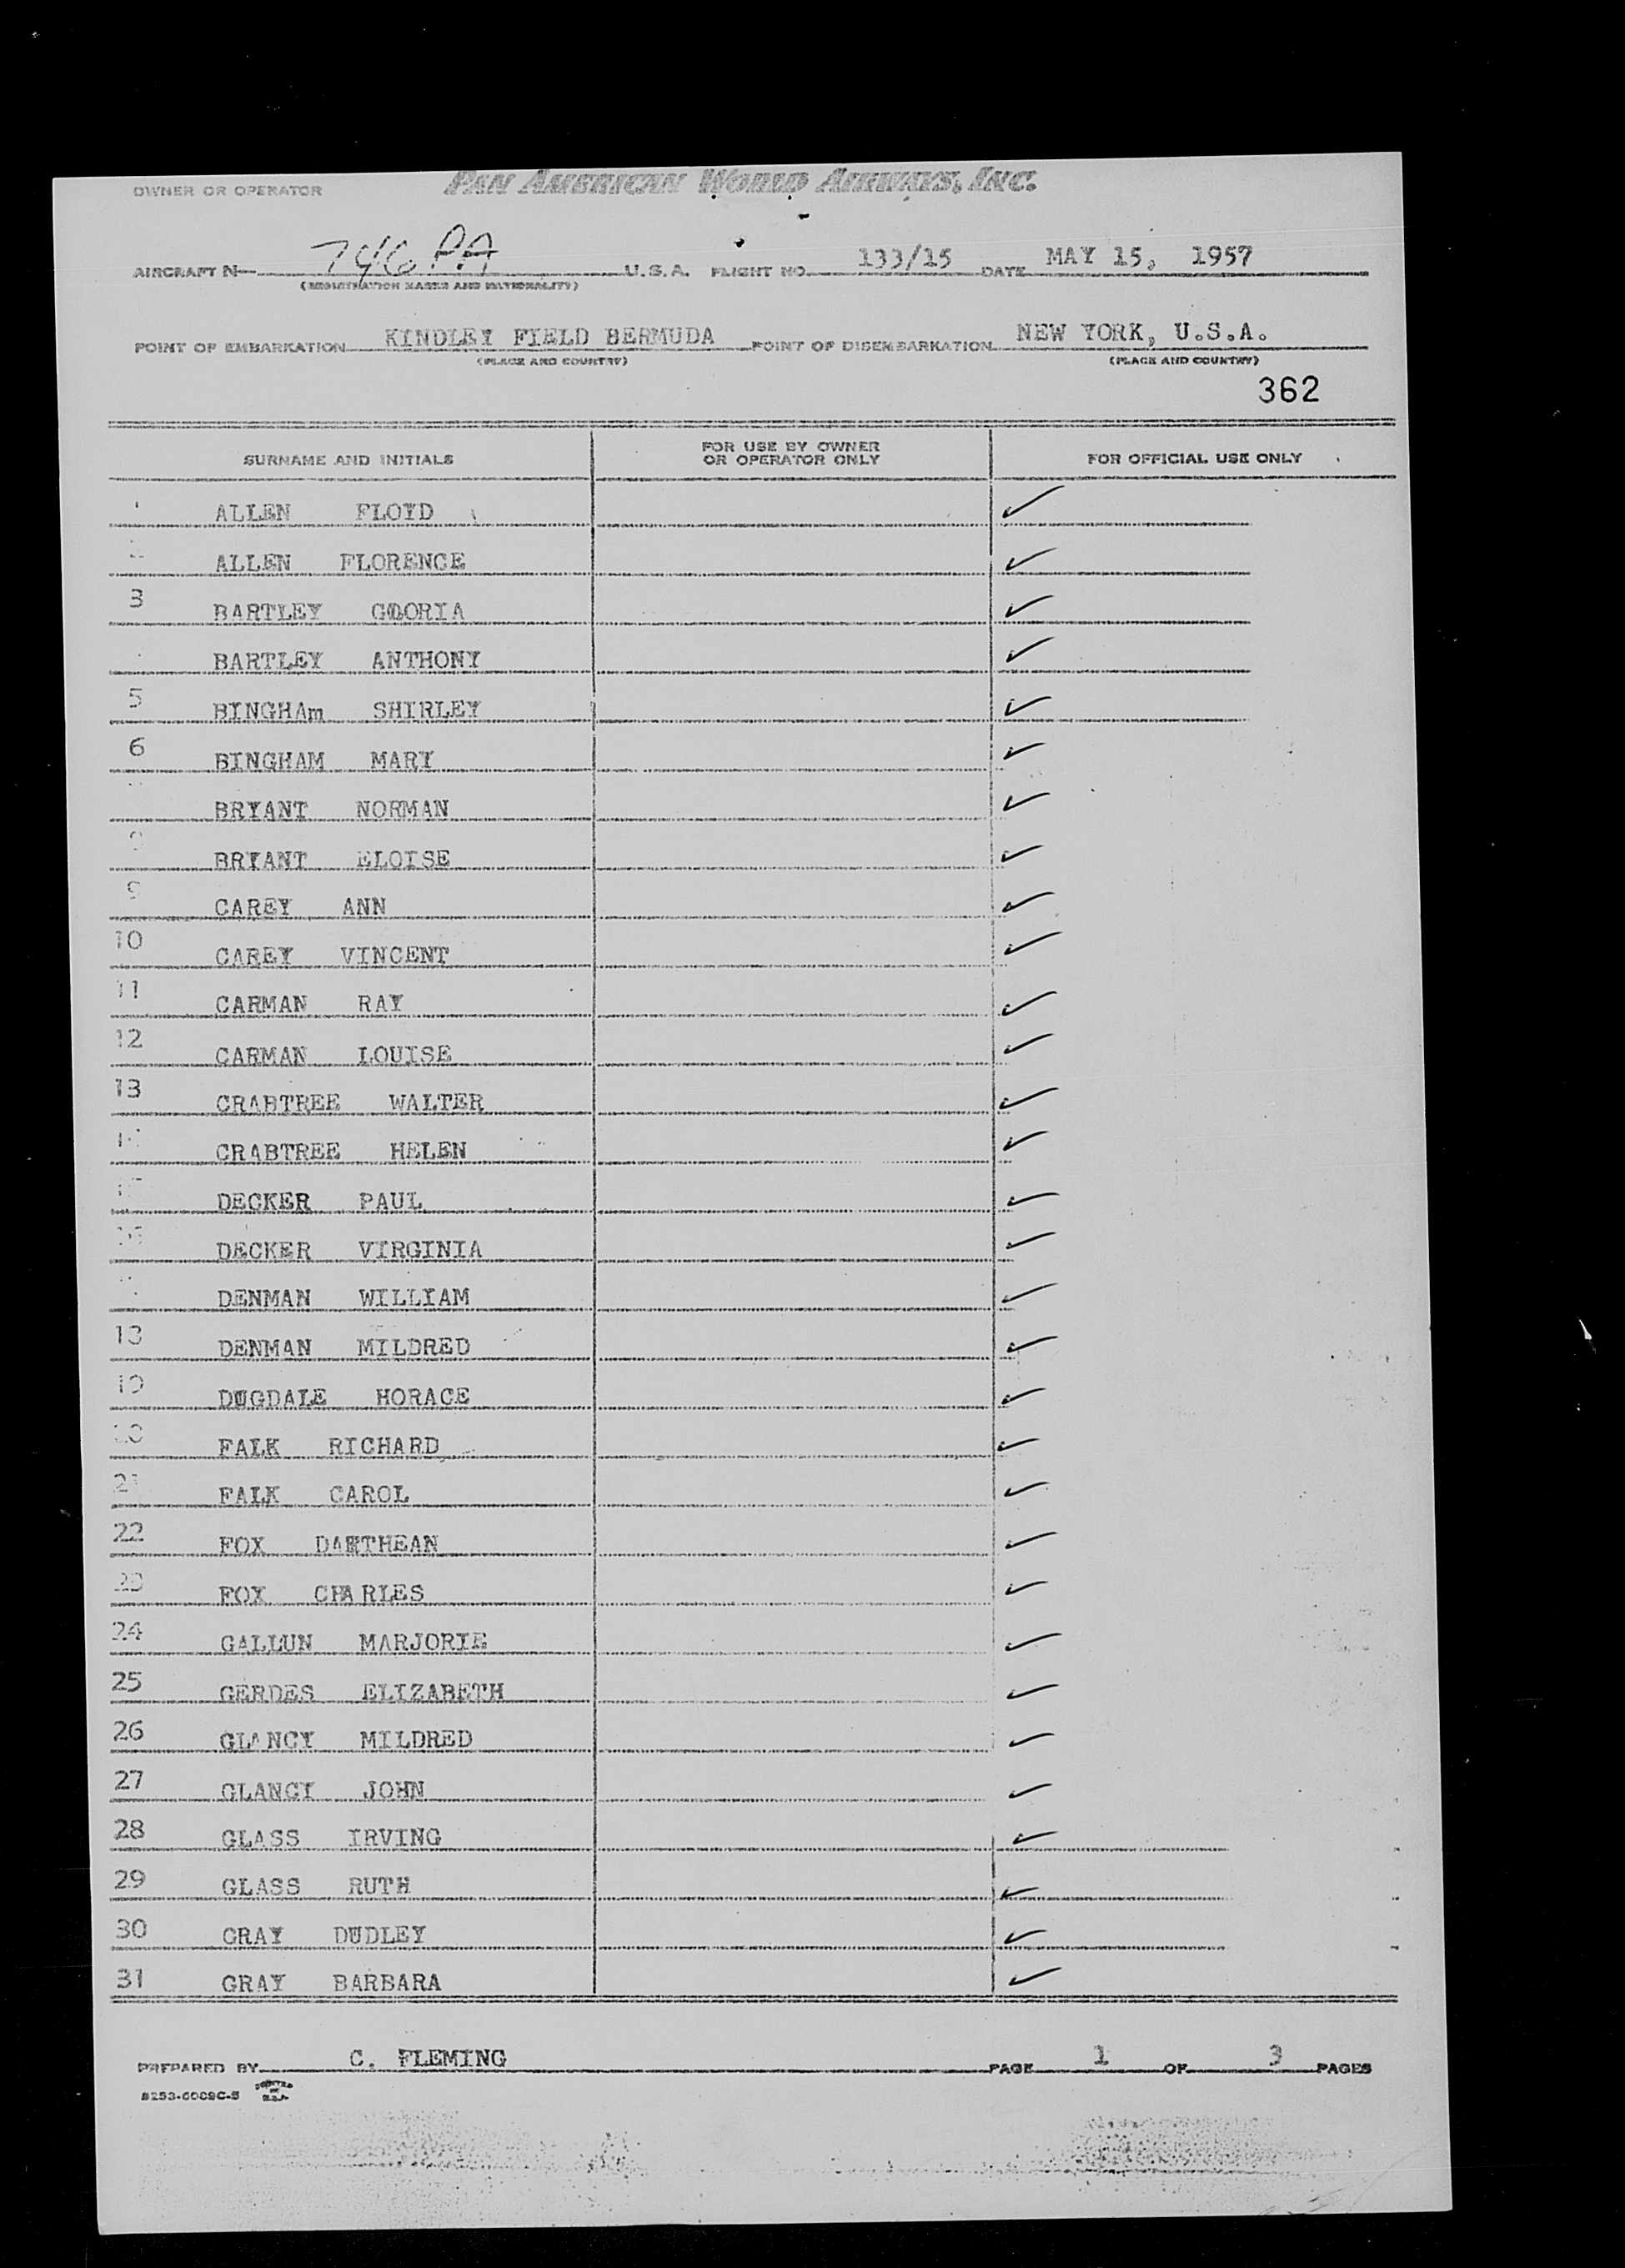 OWNER OR OPERATOR PAN AMERICAN WORLD AIRWAYS, INC.
AIRCRAFT N 746 PA U.S.A. FLIGHT NO. 133/15 DATE MAY 15, 1957
(REGISTRATION MARKS AND NATIONALITY)
POINT OF EMBARKATION KINDLEY FIELD BERMUDA POINT OF DISEMBARKATION NEW YORK, U.S.A.
(PLACE AND COUNTRY) (PLACE AND COUNTRY)
362
SURNAME AND INITIALS FOR USE BY OWNER OR OPERATOR ONLY FOR OFFICIAL USE ONLY
ALLEN FLOYD ✓
ALLEN FLORENCE ✓
3 BARTLEY GLORIA ✓
BARTLEY ANTHONY ✓
5 BINGHAm SHIRLEY ✓
6 BINGHAM MARY ✓
BRYANT NORMAN ✓
BRYANT ELOISE ✓
9 CAREY ANN ✓
10 CAREY VINCENT ✓
11 CARMAN RAY ✓
12 CARMAN LOUISE ✓
13 CRABTREE WALTER ✓
14 CRABTREE HELEN ✓
DECKER PAUL ✓
16 DECKER VIRGINIA ✓
DENMAN WILLIAM ✓
18 DENMAN MILDRED ✓
19 DUGDALE HORACE ✓
20 FALK RICHARD ✓
21 FALK CAROL ✓
22 FOX DARTHEAN ✓
23 FOX CHARLES ✓
24 GALLUN MARJORIE ✓
25 GERDES ELIZABETH ✓
26 GLANCY MILDRED ✓
27 GLANCY JOHN ✓
28 GLASS IRVING ✓
29 GLASS RUTH ✓
30 GRAY DUDLEY ✓
31 GRAY BARBARA ✓
PREPARED BY C. FLEMING PAGE 1 OF 3 PAGES